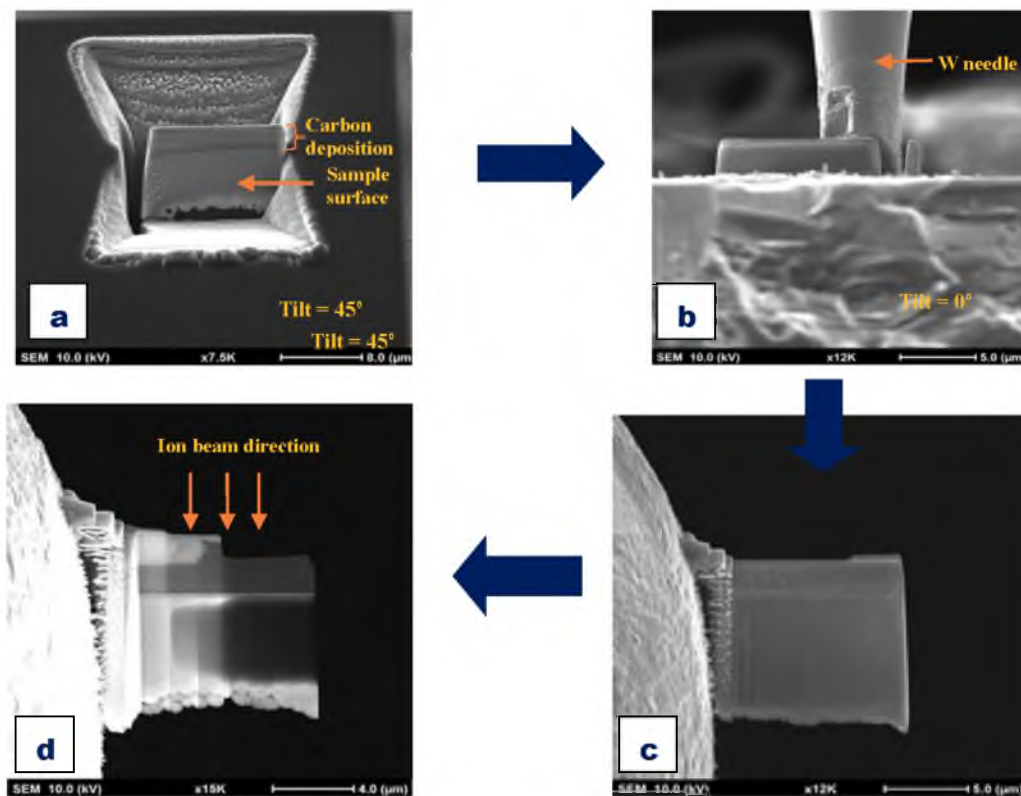 Carbon
deposition
Sample
surface
Tilt = 45°
Tilt = 45°
a
SEM 10.0 (kV) x7.5K 8.0 (µm)
W needle
Tilt = 0°
b
SEM 10.0 (kV) x12K 5.0 (µm)
Ion beam direction
d
SEM 10.0 (kV) x15K 4.0 (µm)
c
SEM 10.0 (kV) x12K 5.0 (µm)